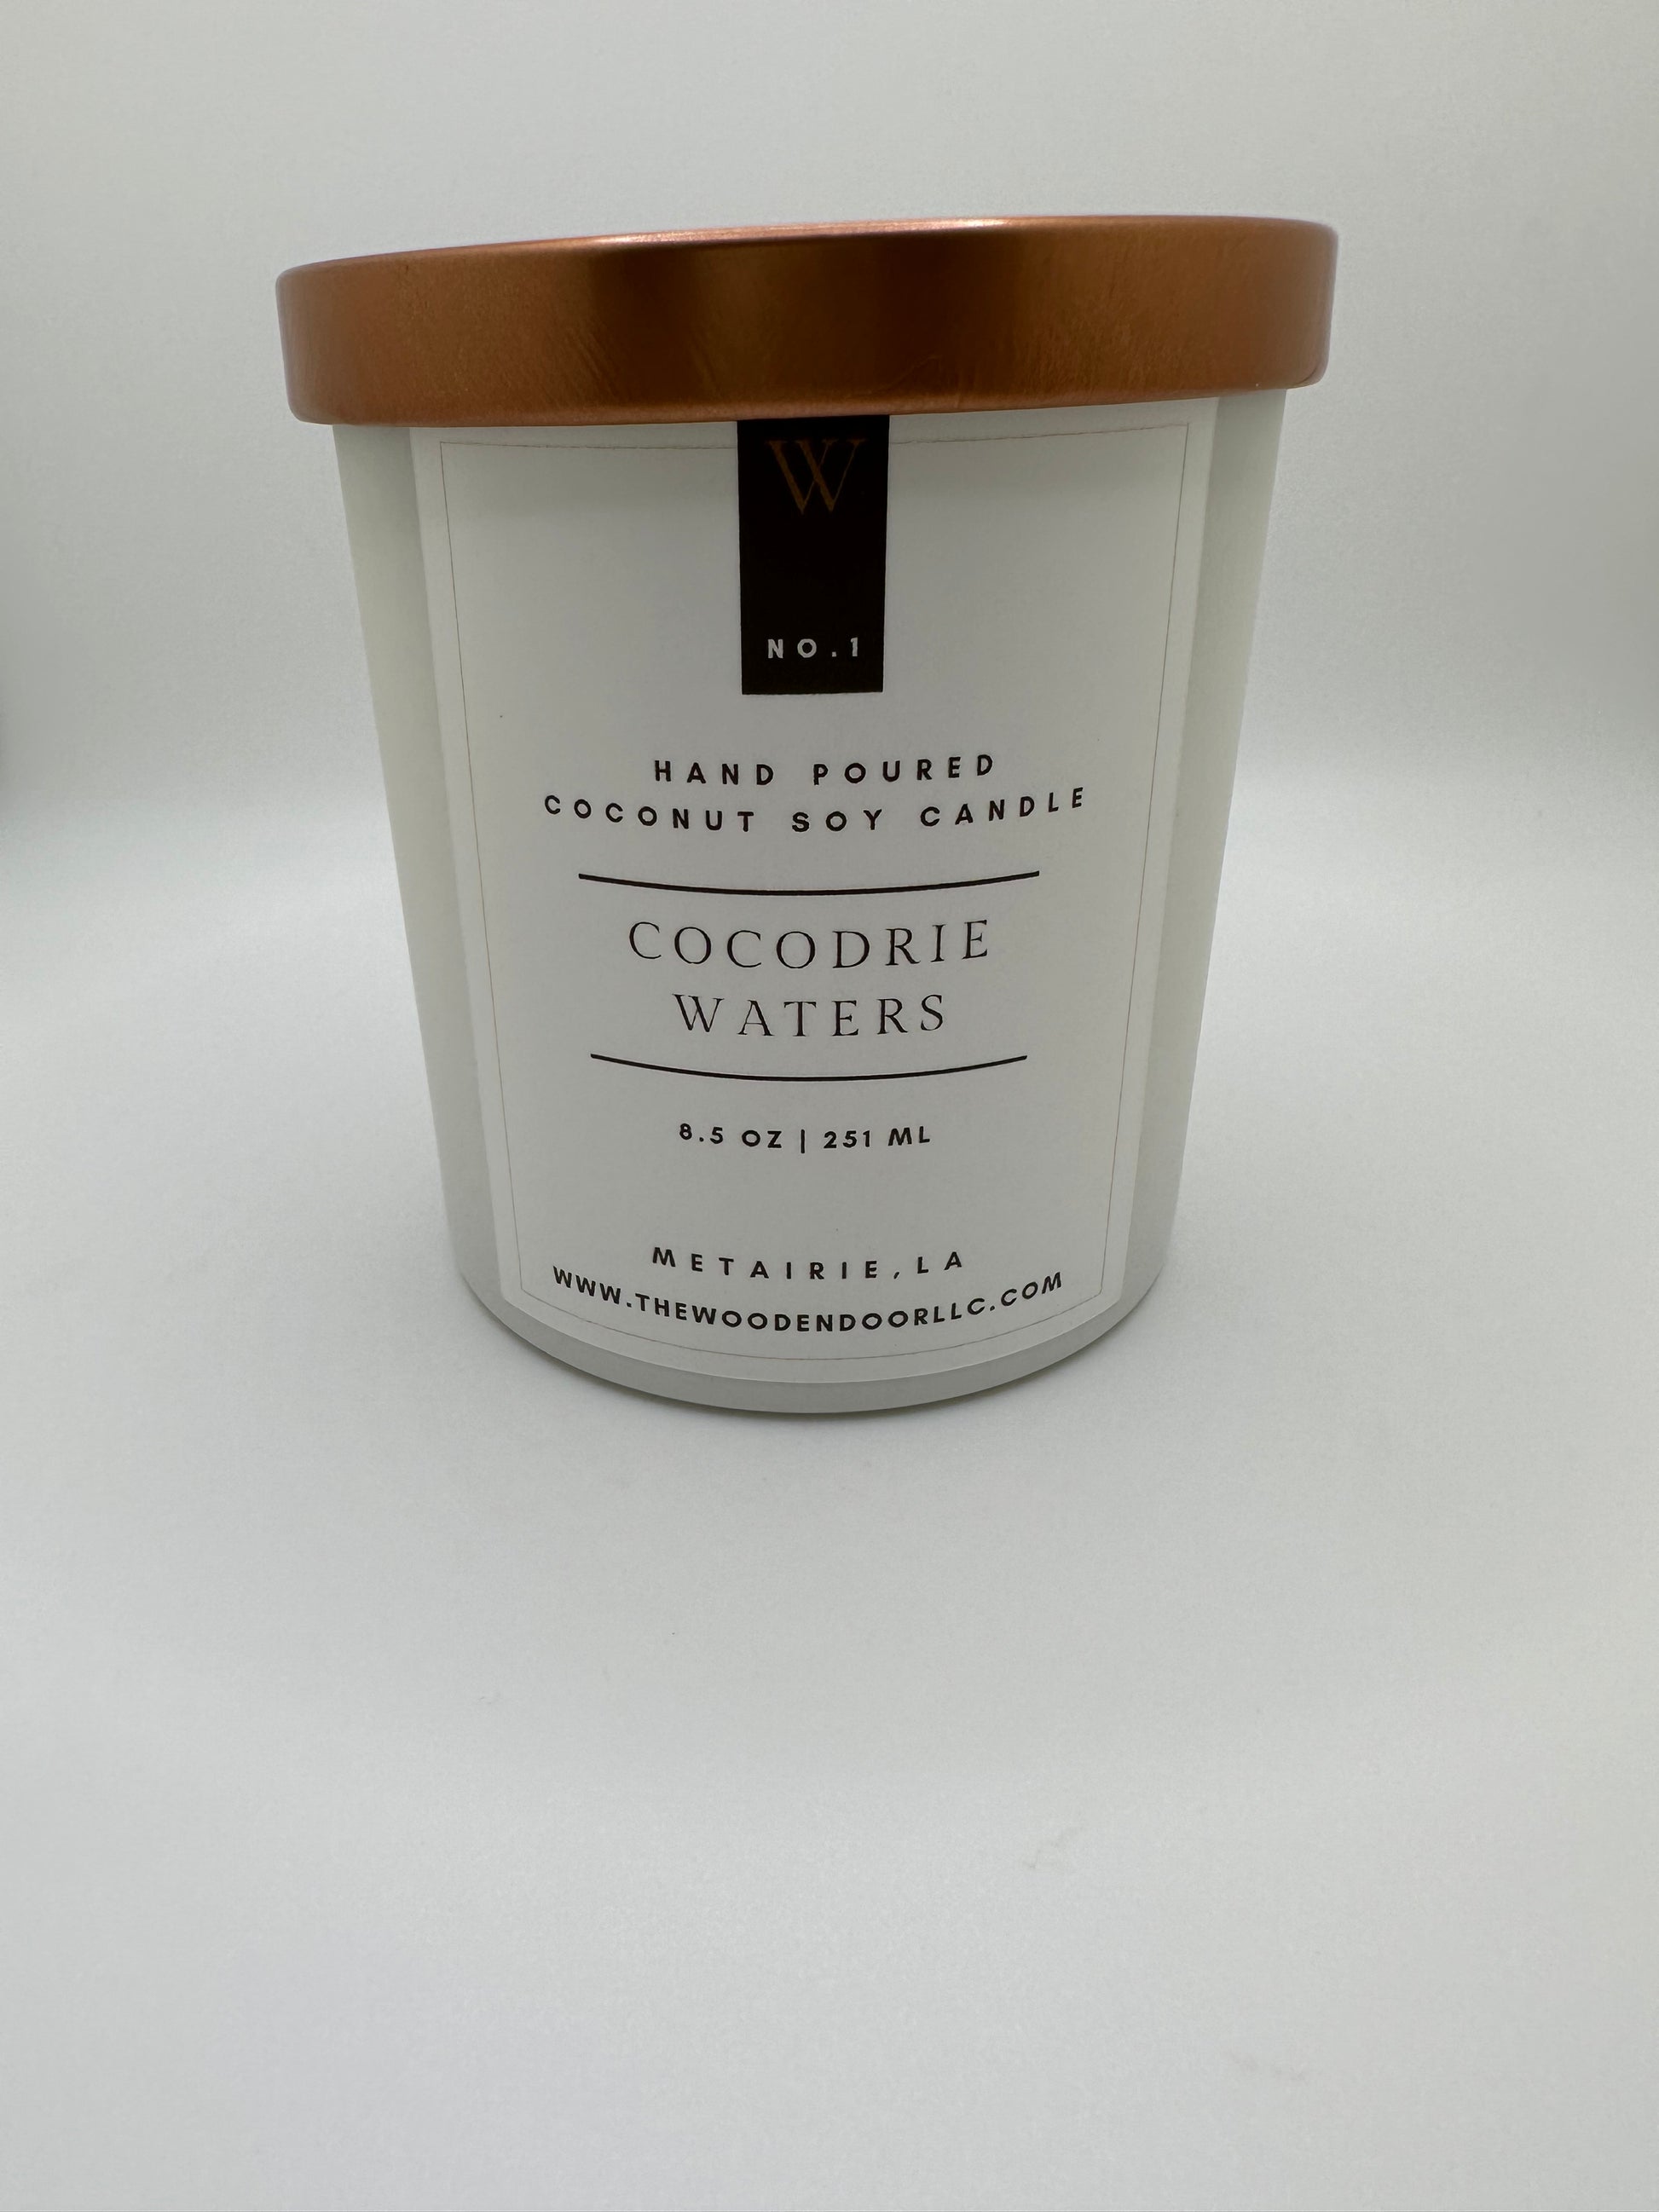 W
NO.1
HAND POURED
COCONUT SOY CANDLE
COCODRIE
WATERS
8.5 OZ | 251 ML
METAIRIE, LA
WWW.THEWOODENDOORLLC.COM